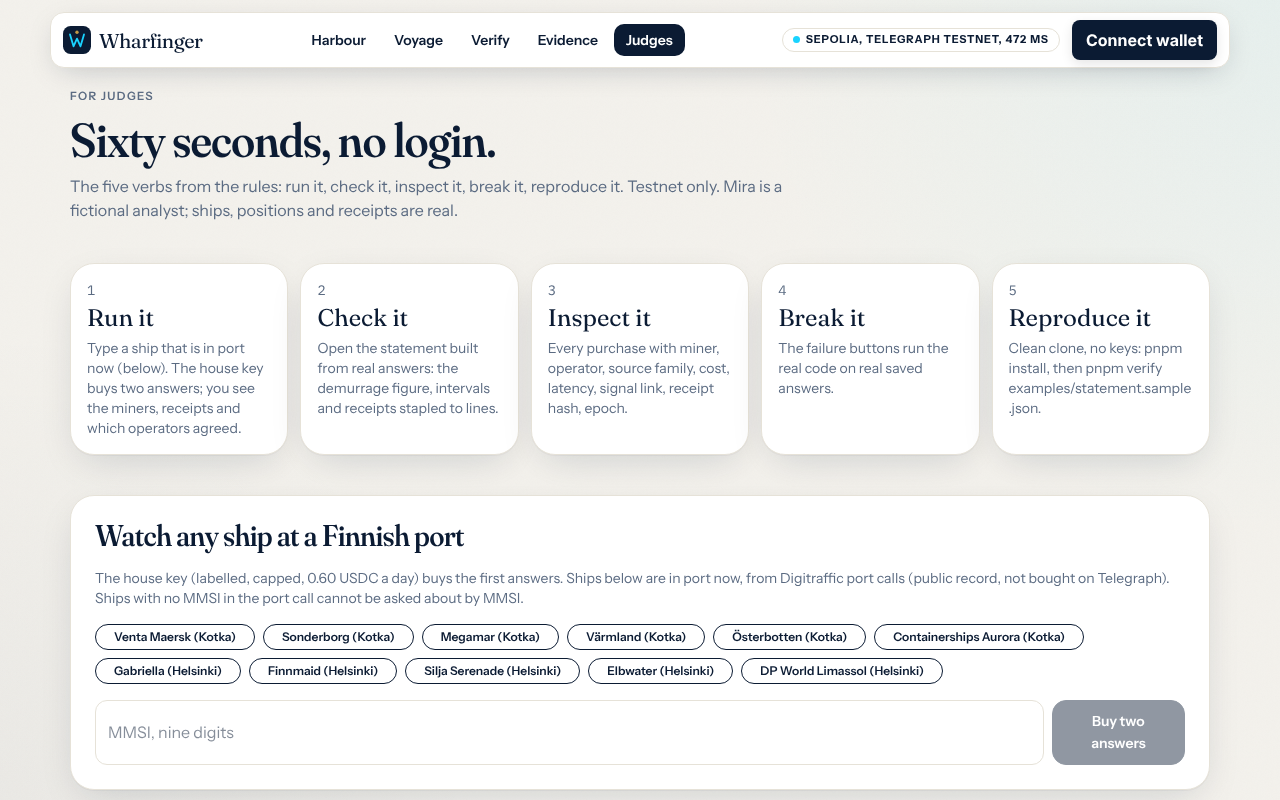 Wharfinger
Harbour
Voyage
Verify
Evidence
Judges
SEPOLIA, TELEGRAPH TESTNET, 472 MS
Connect wallet
FOR JUDGES
Sixty seconds, no login.
The five verbs from the rules: run it, check it, inspect it, break it, reproduce it. Testnet only. Mira is a
fictional analyst; ships, positions and receipts are real.
1
Run it
Type a ship that is in port
now (below). The house key
buys two answers; you see
the miners, receipts and
which operators agreed.
2
Check it
Open the statement built
from real answers: the
demurrage figure, intervals
and receipts stapled to lines.
3
Inspect it
Every purchase with miner,
operator, source family, cost,
latency, signal link, receipt
hash, epoch.
4
Break it
The failure buttons run the
real code on real saved
answers.
5
Reproduce it
Clean clone, no keys: pnpm
install, then pnpm verify
examples/statement.sample
.json.
Watch any ship at a Finnish port
The house key (labelled, capped, 0.60 USDC a day) buys the first answers. Ships below are in port now, from Digitraffic port calls (public record, not bought on Telegraph).
Ships with no MMSI in the port call cannot be asked about by MMSI.
Venta Maersk (Kotka)
Sonderborg (Kotka)
Megamar (Kotka)
Värmland (Kotka)
Österbotten (Kotka)
Containerships Aurora (Kotka)
Gabriella (Helsinki)
Finnmaid (Helsinki)
Silja Serenade (Helsinki)
Elbwater (Helsinki)
DP World Limassol (Helsinki)
MMSI, nine digits
Buy two
answers